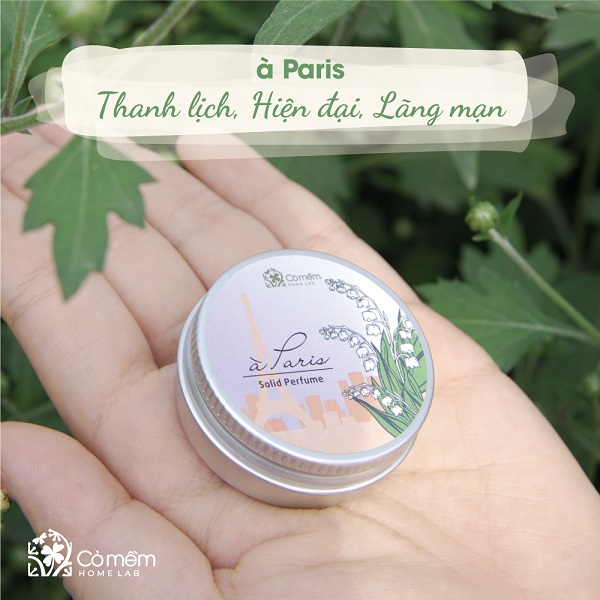 à Paris
Thanh lịch, Hiện đại, Lãng mạn
Cỏ mềm
HOME LAB
à Paris
Solid Perfume
Cỏ mềm
HOME LAB